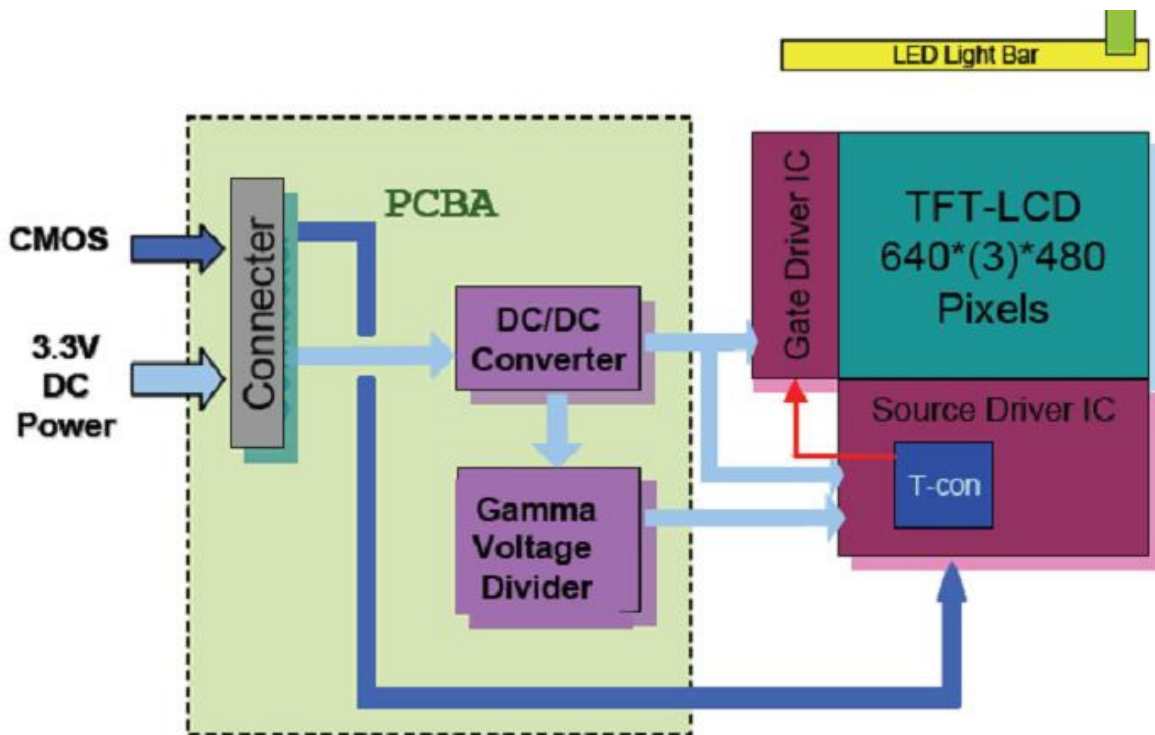 LED Light Bar
PCBA
CMOS
3.3V
DC
Power
Connecter
DC/DC
Converter
Gamma
Voltage
Divider
Gate Driver IC
TFT-LCD
640*(3)*480
Pixels
Source Driver IC
T-con